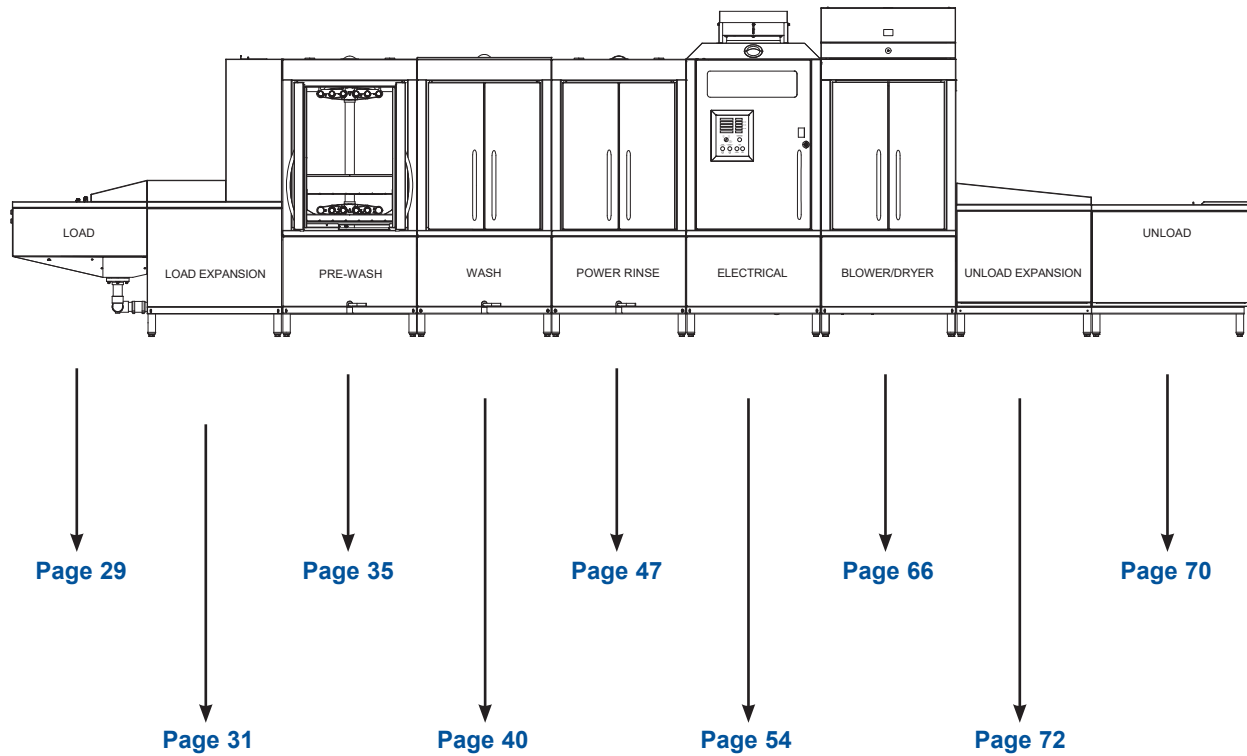 LOAD
LOAD EXPANSION
PRE-WASH
WASH
POWER RINSE
ELECTRICAL
BLOWER/DRYER
UNLOAD EXPANSION
UNLOAD
Page 29
Page 35
Page 47
Page 66
Page 70
Page 31
Page 40
Page 54
Page 72